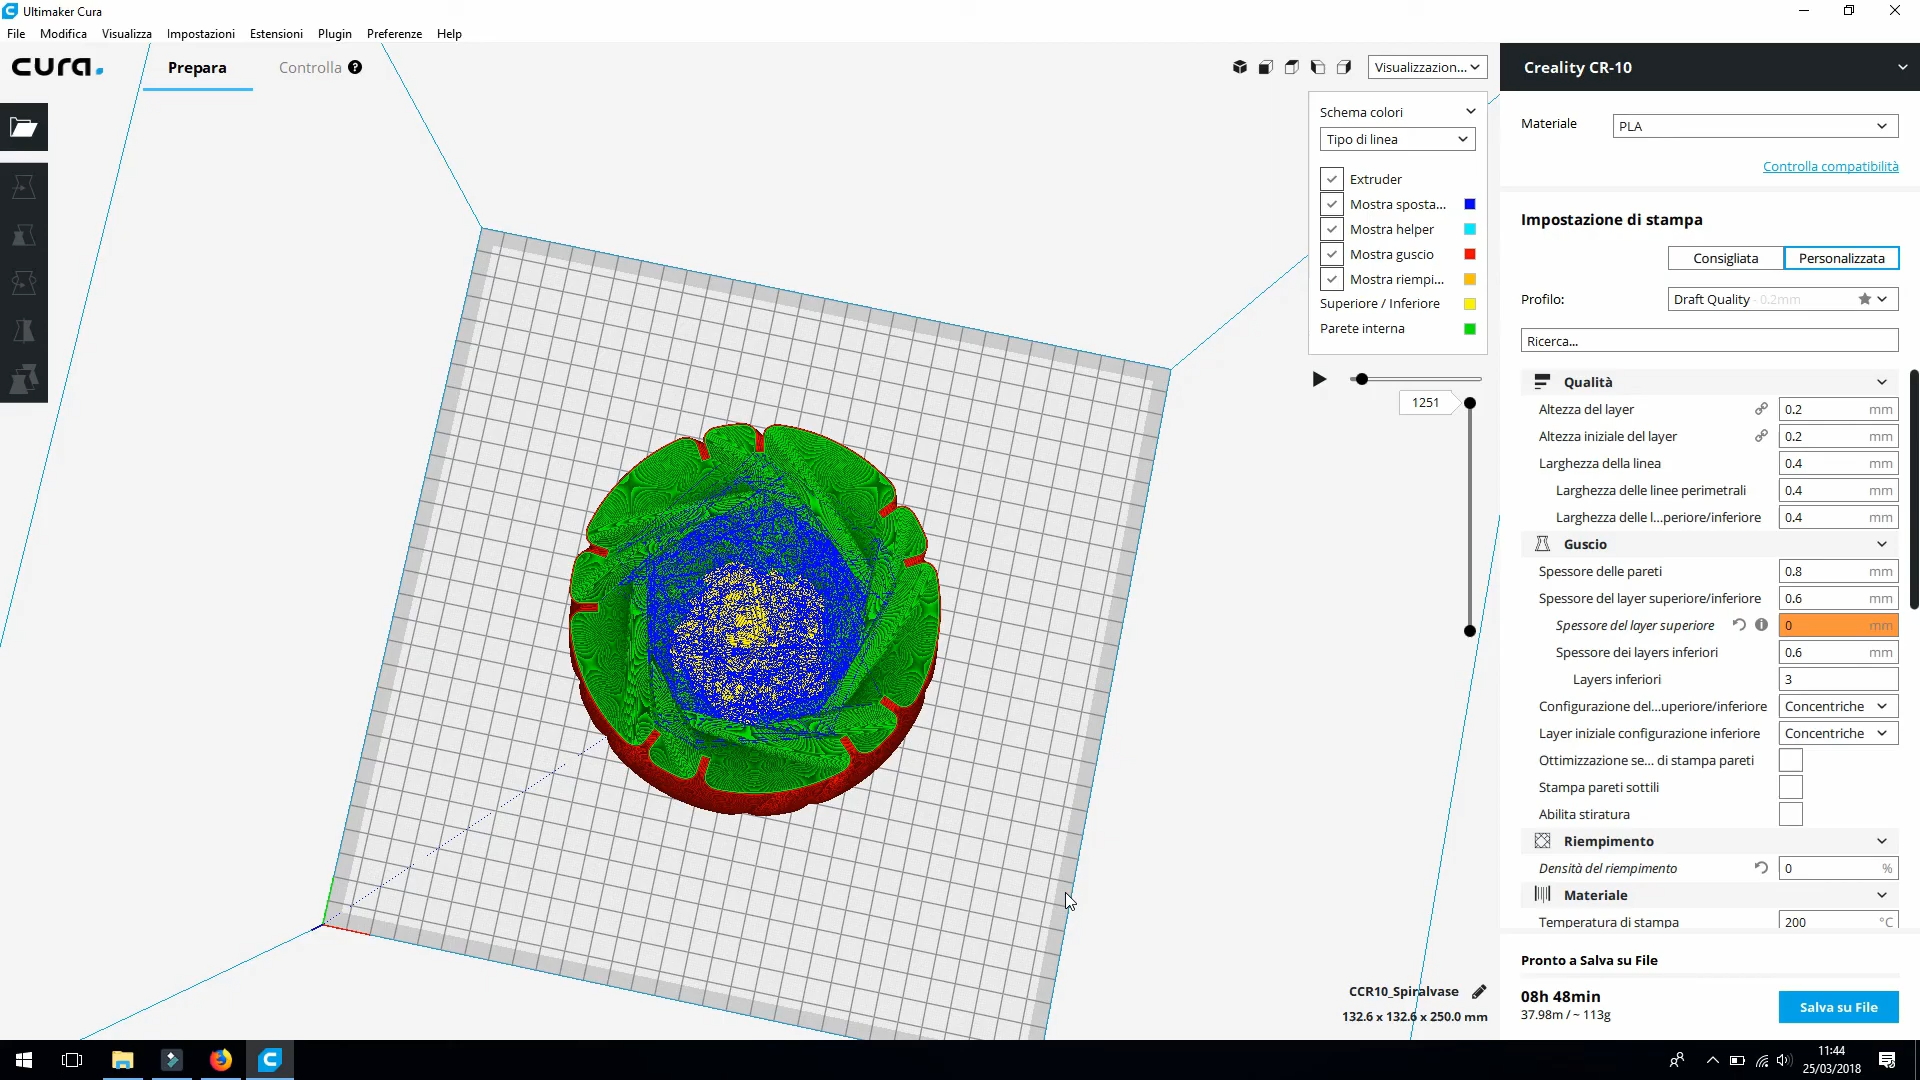 Ultimaker Cura
File Modifica Visualizza Impostazioni Estensioni Plugin Preferenze Help
cura.
Prepara
Controlla ?
Visualizzazion...
Creality CR-10
Schema colori
Tipo di linea
Extruder
Mostra sposta...
Mostra helper
Mostra guscio
Mostra riempi...
Superiore / Inferiore
Parete interna
1251
Materiale PLA
Controlla compatibilità
Impostazione di stampa
Consigliata Personalizzata
Profilo: Draft Quality - 0.2mm
Ricerca...
Qualità
Altezza del layer 0.2 mm
Altezza iniziale del layer 0.2 mm
Larghezza della linea 0.4 mm
Larghezza delle linee perimetrali 0.4 mm
Larghezza delle l...periore/inferiore 0.4 mm
Guscio
Spessore delle pareti 0.8 mm
Spessore del layer superiore/inferiore 0.6 mm
Spessore del layer superiore i 0 mm
Spessore dei layers inferiori 0.6 mm
Layers inferiori 3
Configurazione del...uperiore/inferiore Concentriche
Layer iniziale configurazione inferiore Concentriche
Ottimizzazione se... di stampa pareti
Stampa pareti sottili
Abilita stiratura
Riempimento
Densità del riempimento 0 %
Materiale
Temperatura di stampa 200 °C
Pronto a Salva su File
08h 48min
37.98m / ~ 113g
Salva su File
CCR10_Spiralvase
132.6 x 132.6 x 250.0 mm
11:44
25/03/2018